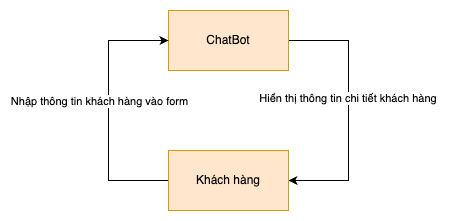 ChatBot
Nhập thông tin khách hàng vào form
Hiển thị thông tin chi tiết khách hàng
Khách hàng